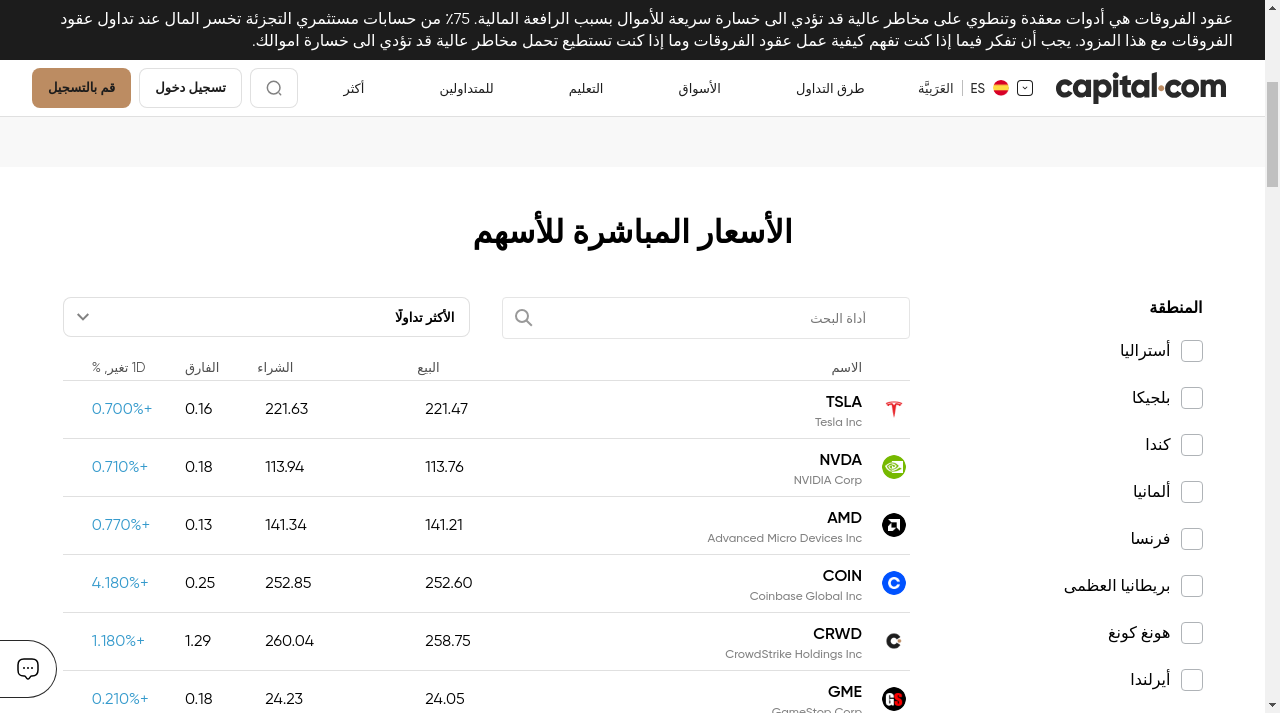 عقود الفروقات هي أدوات معقدة وتنطوي على مخاطر عالية قد تؤدي الى خسارة سريعة للأموال بسبب الرافعة المالية. 75٪ من حسابات مستثمري التجزئة تخسر المال عند تداول عقود
الفروقات مع هذا المزود. يجب أن تفكر فيما إذا كنت تفهم كيفية عمل عقود الفروقات وما إذا كنت تستطيع تحمل مخاطر عالية قد تؤدي الى خسارة اموالك.
capital.com ES العَرَبيَّة طرق التداول الأسواق التعليم للمتداولين أكثر تسجيل دخول قم بالتسجيل
الأسعار المباشرة للأسهم
المنطقة
أستراليا
بلجيكا
كندا
ألمانيا
فرنسا
بريطانيا العظمى
هونغ كونغ
أيرلندا
أداة البحث
الأكثر تداولًا
الاسم البيع الشراء الفارق 1D تغير, %
TSLA 221.47 221.63 0.16 0.700%+
Tesla Inc
NVDA 113.76 113.94 0.18 0.710%+
NVIDIA Corp
AMD 141.21 141.34 0.13 0.770%+
Advanced Micro Devices Inc
COIN 252.60 252.85 0.25 4.180%+
Coinbase Global Inc
CRWD 258.75 260.04 1.29 1.180%+
CrowdStrike Holdings Inc
GME 24.05 24.23 0.18 0.210%+
GameStop Corp